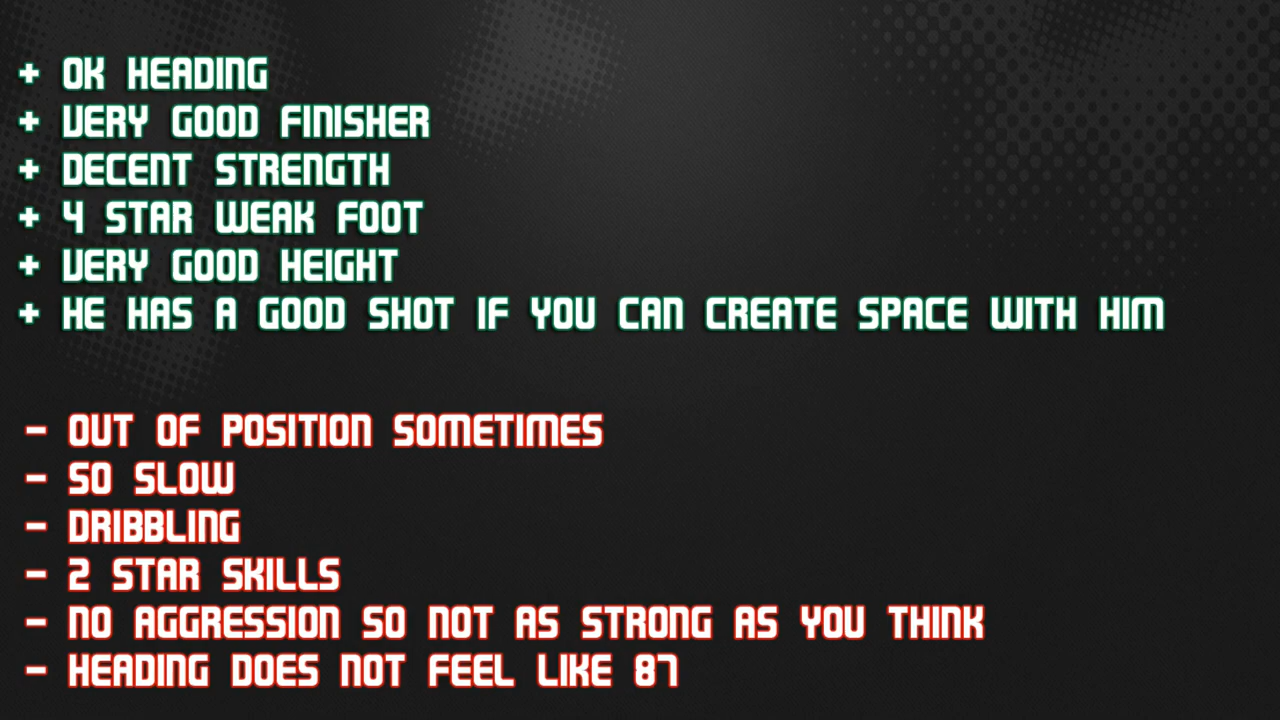 + OK HEADING
+ VERY GOOD FINISHER
+ DECENT STRENGTH
+ 4 STAR WEAK FOOT
+ VERY GOOD HEIGHT
+ HE HAS A GOOD SHOT IF YOU CAN CREATE SPACE WITH HIM
- OUT OF POSITION SOMETIMES
- SO SLOW
- DRIBBLING
- 2 STAR SKILLS
- NO AGGRESSION SO NOT AS STRONG AS YOU THINK
- HEADING DOES NOT FEEL LIKE 87